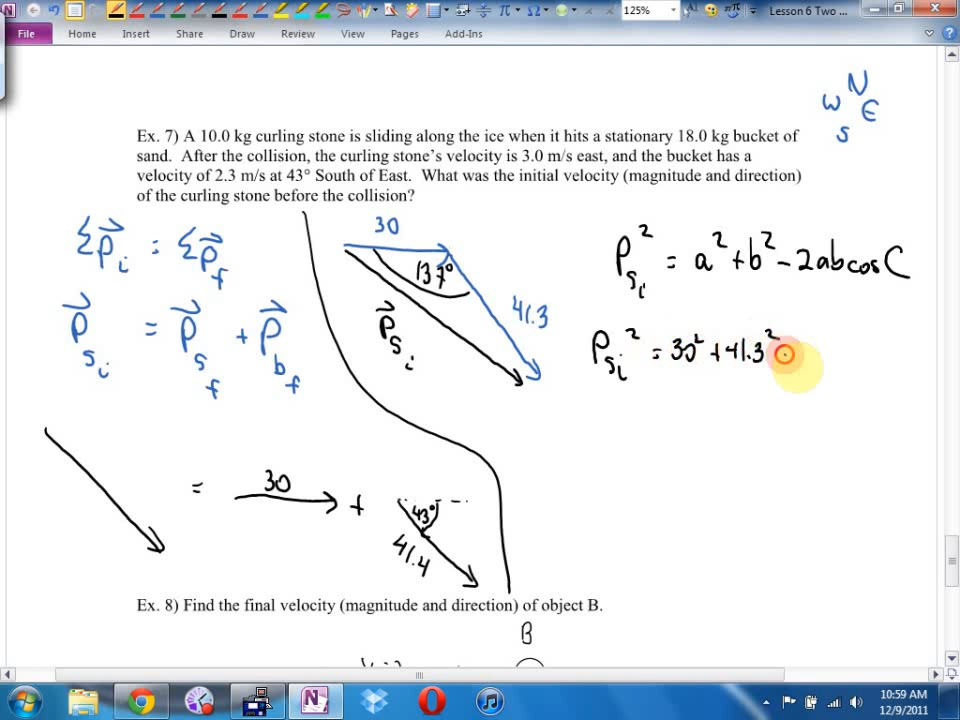 125%
Lesson 6 Two ...
File Home Insert Share Draw Review View Pages Add-Ins
N
W E
S
Ex. 7) A 10.0 kg curling stone is sliding along the ice when it hits a stationary 18.0 kg bucket of
sand. After the collision, the curling stone's velocity is 3.0 m/s east, and the bucket has a
velocity of 2.3 m/s at 43° South of East. What was the initial velocity (magnitude and direction)
of the curling stone before the collision?
Σp⃗i = Σp⃗f
P⃗si = P⃗sf + P⃗bf
30
137°
41.3
P⃗si
Psi² = a² + b² - 2abcosC
Psi² = 30² + 41.3²
= 30 + 43°
41.4
Ex. 8) Find the final velocity (magnitude and direction) of object B.
B
10:59 AM
12/9/2011